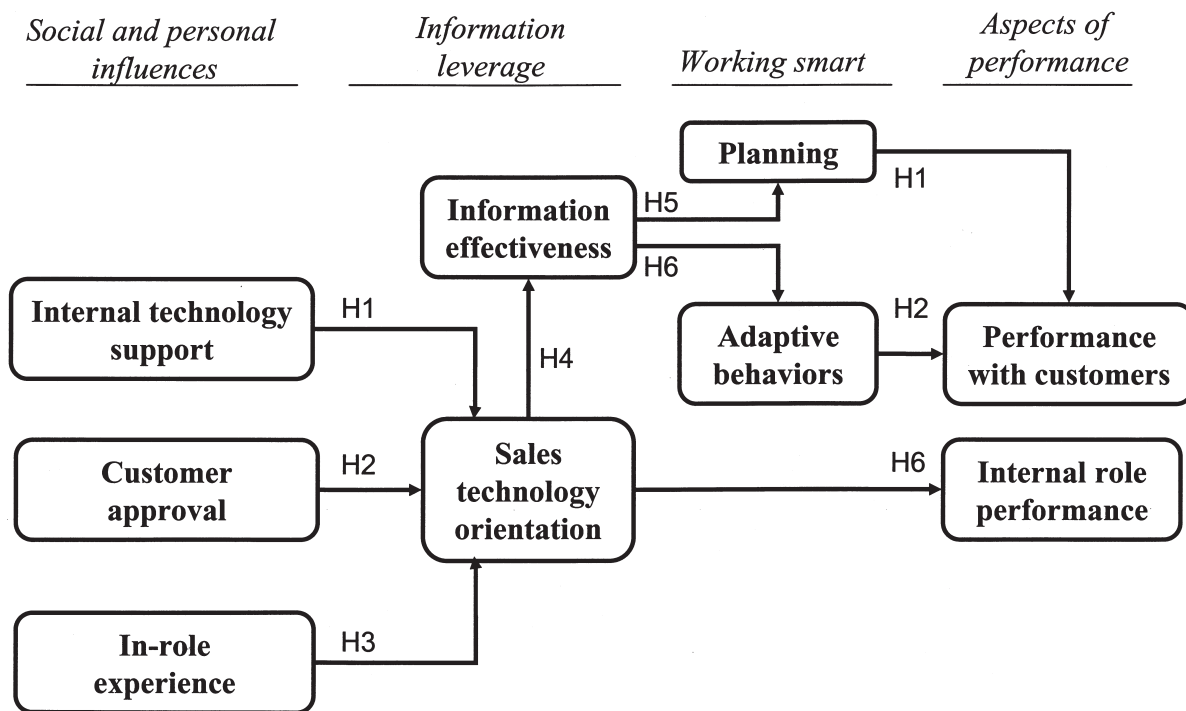 Social and personal
influences
Information
leverage
Working smart
Aspects of
performance
Planning
H1
Information
effectiveness
H5
H6
Internal technology
support
H1
H4
Adaptive
behaviors
H2
Performance
with customers
Customer
approval
H2
Sales
technology
orientation
H6
Internal role
performance
In-role
experience
H3